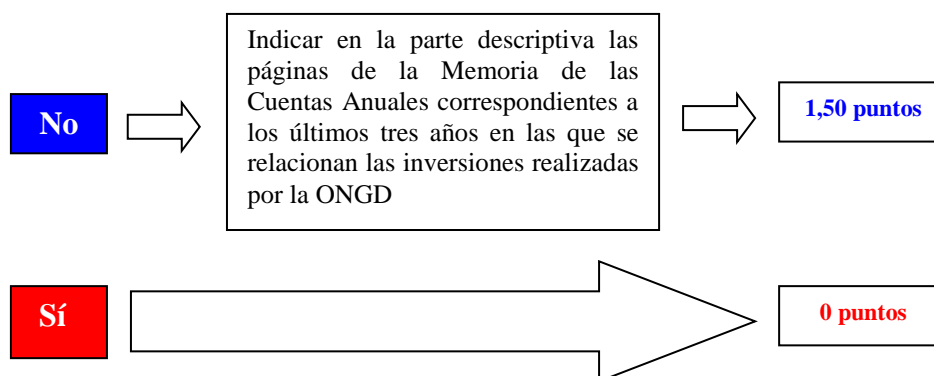 No
Indicar en la parte descriptiva las
páginas de la Memoria de las
Cuentas Anuales correspondientes a
los últimos tres años en las que se
relacionan las inversiones realizadas
por la ONGD
1,50 puntos
Sí
0 puntos